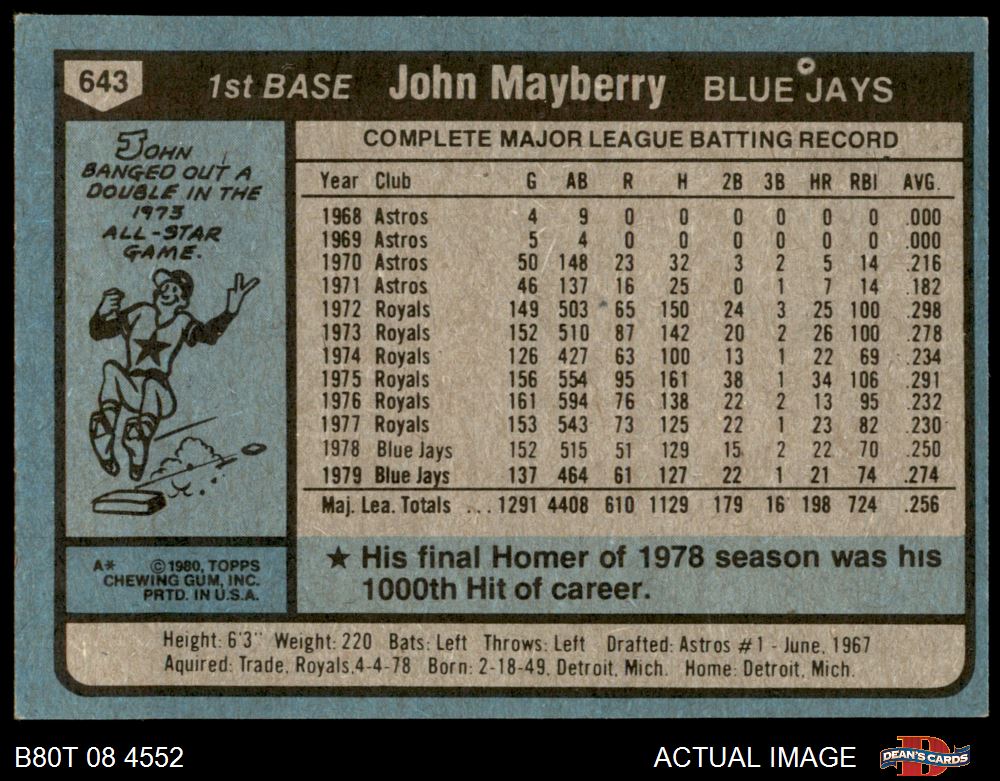 643 1st BASE John Mayberry BLUE JAYS
JOHN
BANGED OUT A
DOUBLE IN THE
1973
ALL-STAR
GAME.
COMPLETE MAJOR LEAGUE BATTING RECORD
Year Club G AB R H 2B 3B HR RBI AVG.
1968 Astros 4 9 0 0 0 0 0 0 .000
1969 Astros 5 4 0 0 0 0 0 0 .000
1970 Astros 50 148 23 32 3 2 5 14 .216
1971 Astros 46 137 16 25 0 1 7 14 .182
1972 Royals 149 503 65 150 24 3 25 100 .298
1973 Royals 152 510 87 142 20 2 26 100 .278
1974 Royals 126 427 63 100 13 1 22 69 .234
1975 Royals 156 554 95 161 38 1 34 106 .291
1976 Royals 161 594 76 138 22 2 13 95 .232
1977 Royals 153 543 73 125 22 1 23 82 .230
1978 Blue Jays 152 515 51 129 15 2 22 70 .250
1979 Blue Jays 137 464 61 127 22 1 21 74 .274
Maj. Lea. Totals ... 1291 4408 610 1129 179 16 198 724 .256
A* © 1980, TOPPS
CHEWING GUM, INC.
PRTD. IN U.S.A.
★ His final Homer of 1978 season was his
1000th Hit of career.
Height: 6'3" Weight: 220 Bats: Left Throws: Left Drafted: Astros #1 - June, 1967
Aquired: Trade, Royals,4-4-78 Born: 2-18-49, Detroit, Mich. Home: Detroit, Mich.
B80T 08 4552 ACTUAL IMAGE DEAN'S CARDS